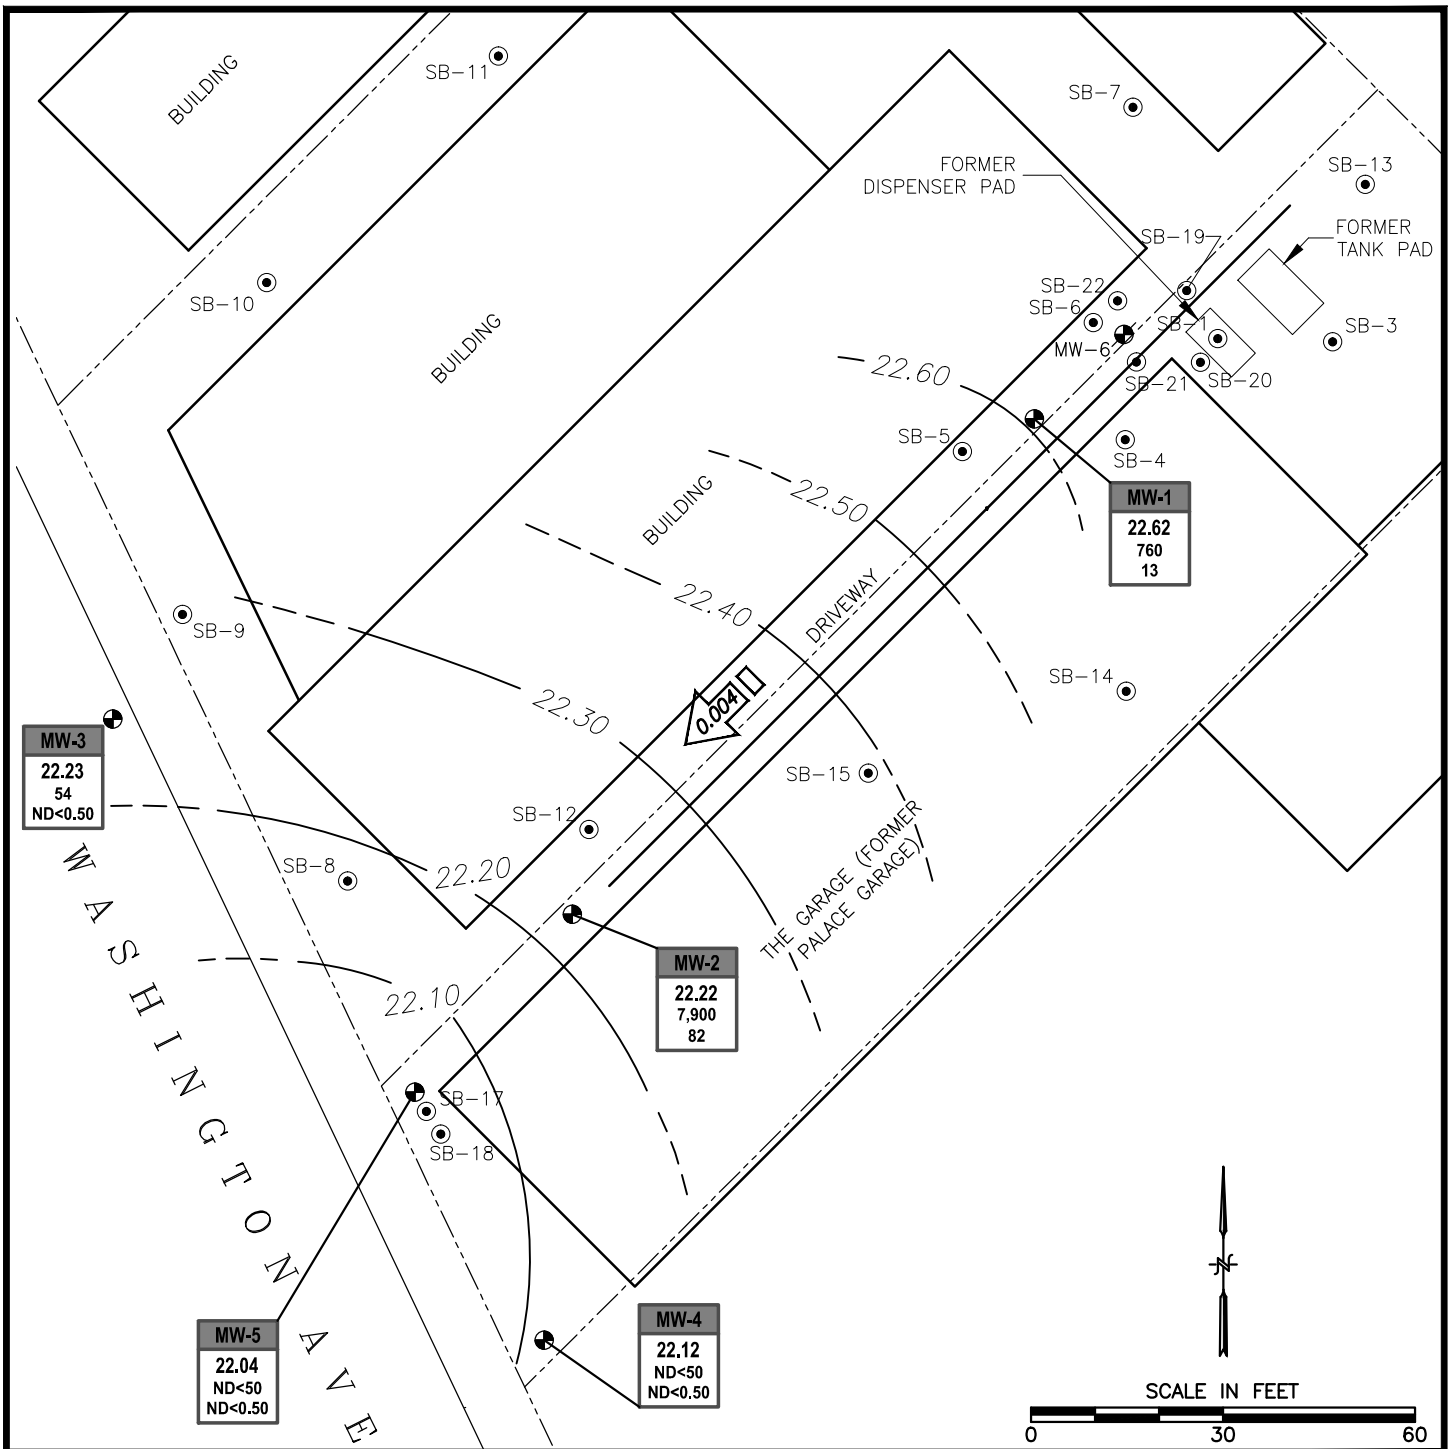 BUILDING
SB-11
SB-7
FORMER
DISPENSER PAD
SB-13
SB-19
FORMER
TANK PAD
SB-10
SB-22
SB-6
SB-1
SB-3
MW-6
BUILDING
22.60
SB-21
SB-20
SB-5
SB-4
22.50
BUILDING
MW-1
22.62
760
13
22.40
DRIVEWAY
SB-9
SB-14
22.30
0.004
MW-3
22.23
54
ND<0.50
SB-15
SB-12
THE GARAGE (FORMER
PALACE GARAGE)
SB-8
22.20
MW-2
22.22
7,900
82
22.10
SB-17
SB-18
WASHINGTON AVE
MW-5
22.04
ND<50
ND<0.50
MW-4
22.12
ND<50
ND<0.50
N
SCALE IN FEET
0 30 60